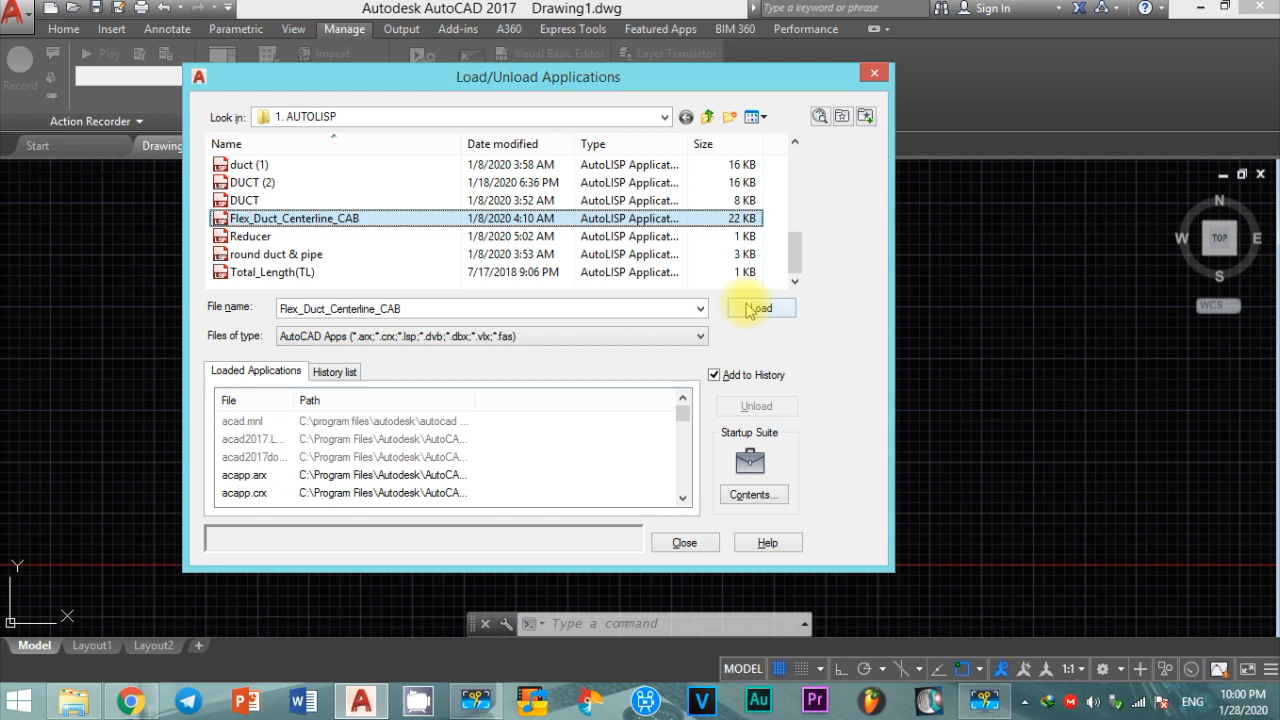 Autodesk AutoCAD 2017 Drawing1.dwg
Type a keyword or phrase
Sign In
Home Insert Annotate Parametric View Manage Output Add-ins A360 Express Tools Featured Apps BIM 360 Performance
Record
Play
Import
Visual Basic Editor
Layer Translator
Action Recorder
Start
Drawing
Load/Unload Applications
Look in: 1. AUTOLISP
Name Date modified Type Size
duct (1) 1/8/2020 3:58 AM AutoLISP Applicat... 16 KB
DUCT (2) 1/18/2020 6:36 PM AutoLISP Applicat... 16 KB
DUCT 1/8/2020 3:52 AM AutoLISP Applicat... 8 KB
Flex_Duct_Centerline_CAB 1/8/2020 4:10 AM AutoLISP Applicat... 22 KB
Reducer 1/8/2020 5:02 AM AutoLISP Applicat... 1 KB
round duct & pipe 1/8/2020 3:53 AM AutoLISP Applicat... 3 KB
Total_Length(TL) 7/17/2018 9:06 PM AutoLISP Applicat... 1 KB
File name: Flex_Duct_Centerline_CAB Load
Files of type: AutoCAD Apps (*.arx;*.crx;*.lsp;*.dvb;*.dbx;*.vlx;*.fas)
Loaded Applications History list
Add to History
File Path
acad.mnl C:\program files\autodesk\autocad ...
acad2017.L... C:\Program Files\Autodesk\AutoCA...
acad2017do... C:\Program Files\Autodesk\AutoCA...
acapp.arx C:\Program Files\Autodesk\AutoCA...
acapp.crx C:\Program Files\Autodesk\AutoCA...
Unload
Startup Suite
Contents...
Close Help
N
W TOP E
S
WCS
Y
X
Type a command
Model Layout1 Layout2 +
MODEL 1:1
ENG
10:00 PM
1/28/2020